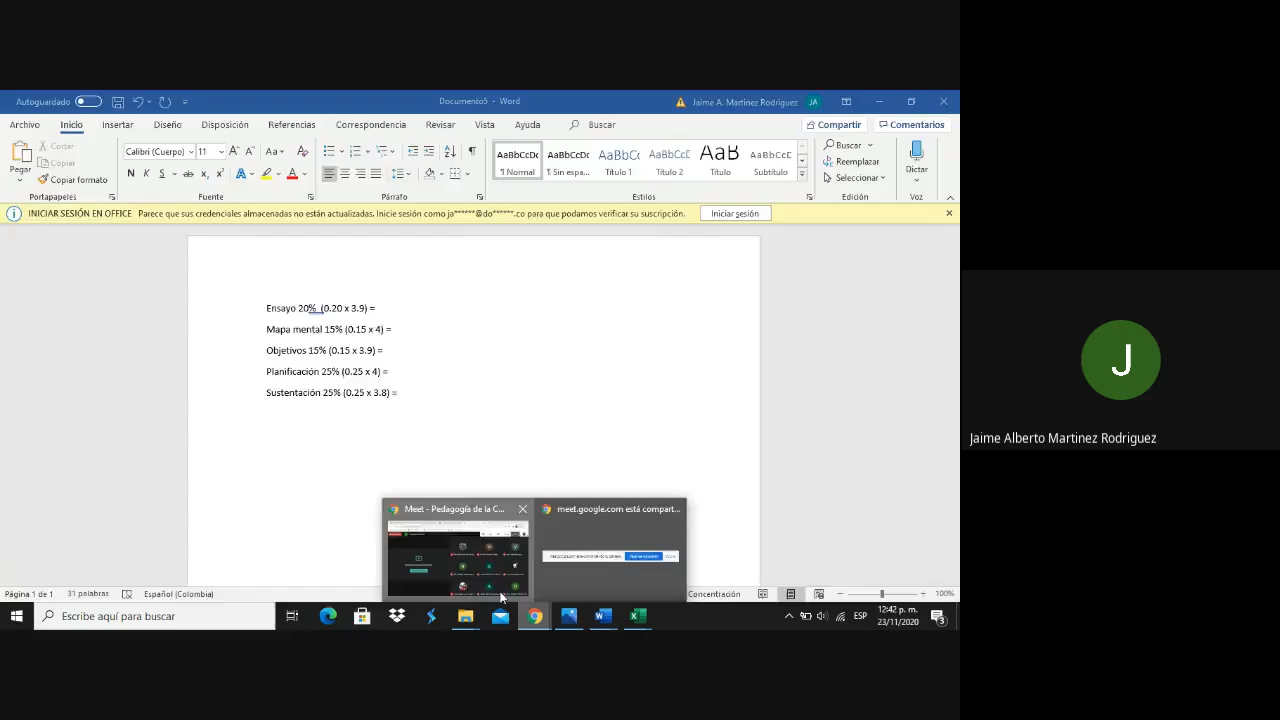 Autoguardado
Documento5 - Word
Jaime A. Martinez Rodriguez
JA
Archivo Inicio Insertar Diseño Disposición Referencias Correspondencia Revisar Vista Ayuda Buscar
Compartir Comentarios
Pegar
Cortar
Copiar
Copiar formato
Portapapeles
Calibri (Cuerpo) 11
Fuente
Párrafo
AaBbCcDc AaBbCcDc AaBbCc AaBbCcE AaB AaBbCcE
¶ Normal ¶ Sin espa... Título 1 Título 2 Título Subtítulo
Estilos
Buscar
Reemplazar
Seleccionar
Edición
Dictar
Voz
INICIAR SESIÓN EN OFFICE Parece que sus credenciales almacenadas no están actualizadas. Inicie sesión como ja******@do******.co para que podamos verificar su suscripción. Iniciar sesión
Ensayo 20% (0.20 x 3.9) =
Mapa mental 15% (0.15 x 4) =
Objetivos 15% (0.15 x 3.9) =
Planificación 25% (0.25 x 4) =
Sustentación 25% (0.25 x 3.8) =
Meet - Pedagogía de la C...
meet.google.com está compart...
J
Jaime Alberto Martinez Rodriguez
Página 1 de 1 31 palabras Español (Colombia)
Concentración
100%
Escribe aquí para buscar
ESP
12:42 p. m.
23/11/2020
3